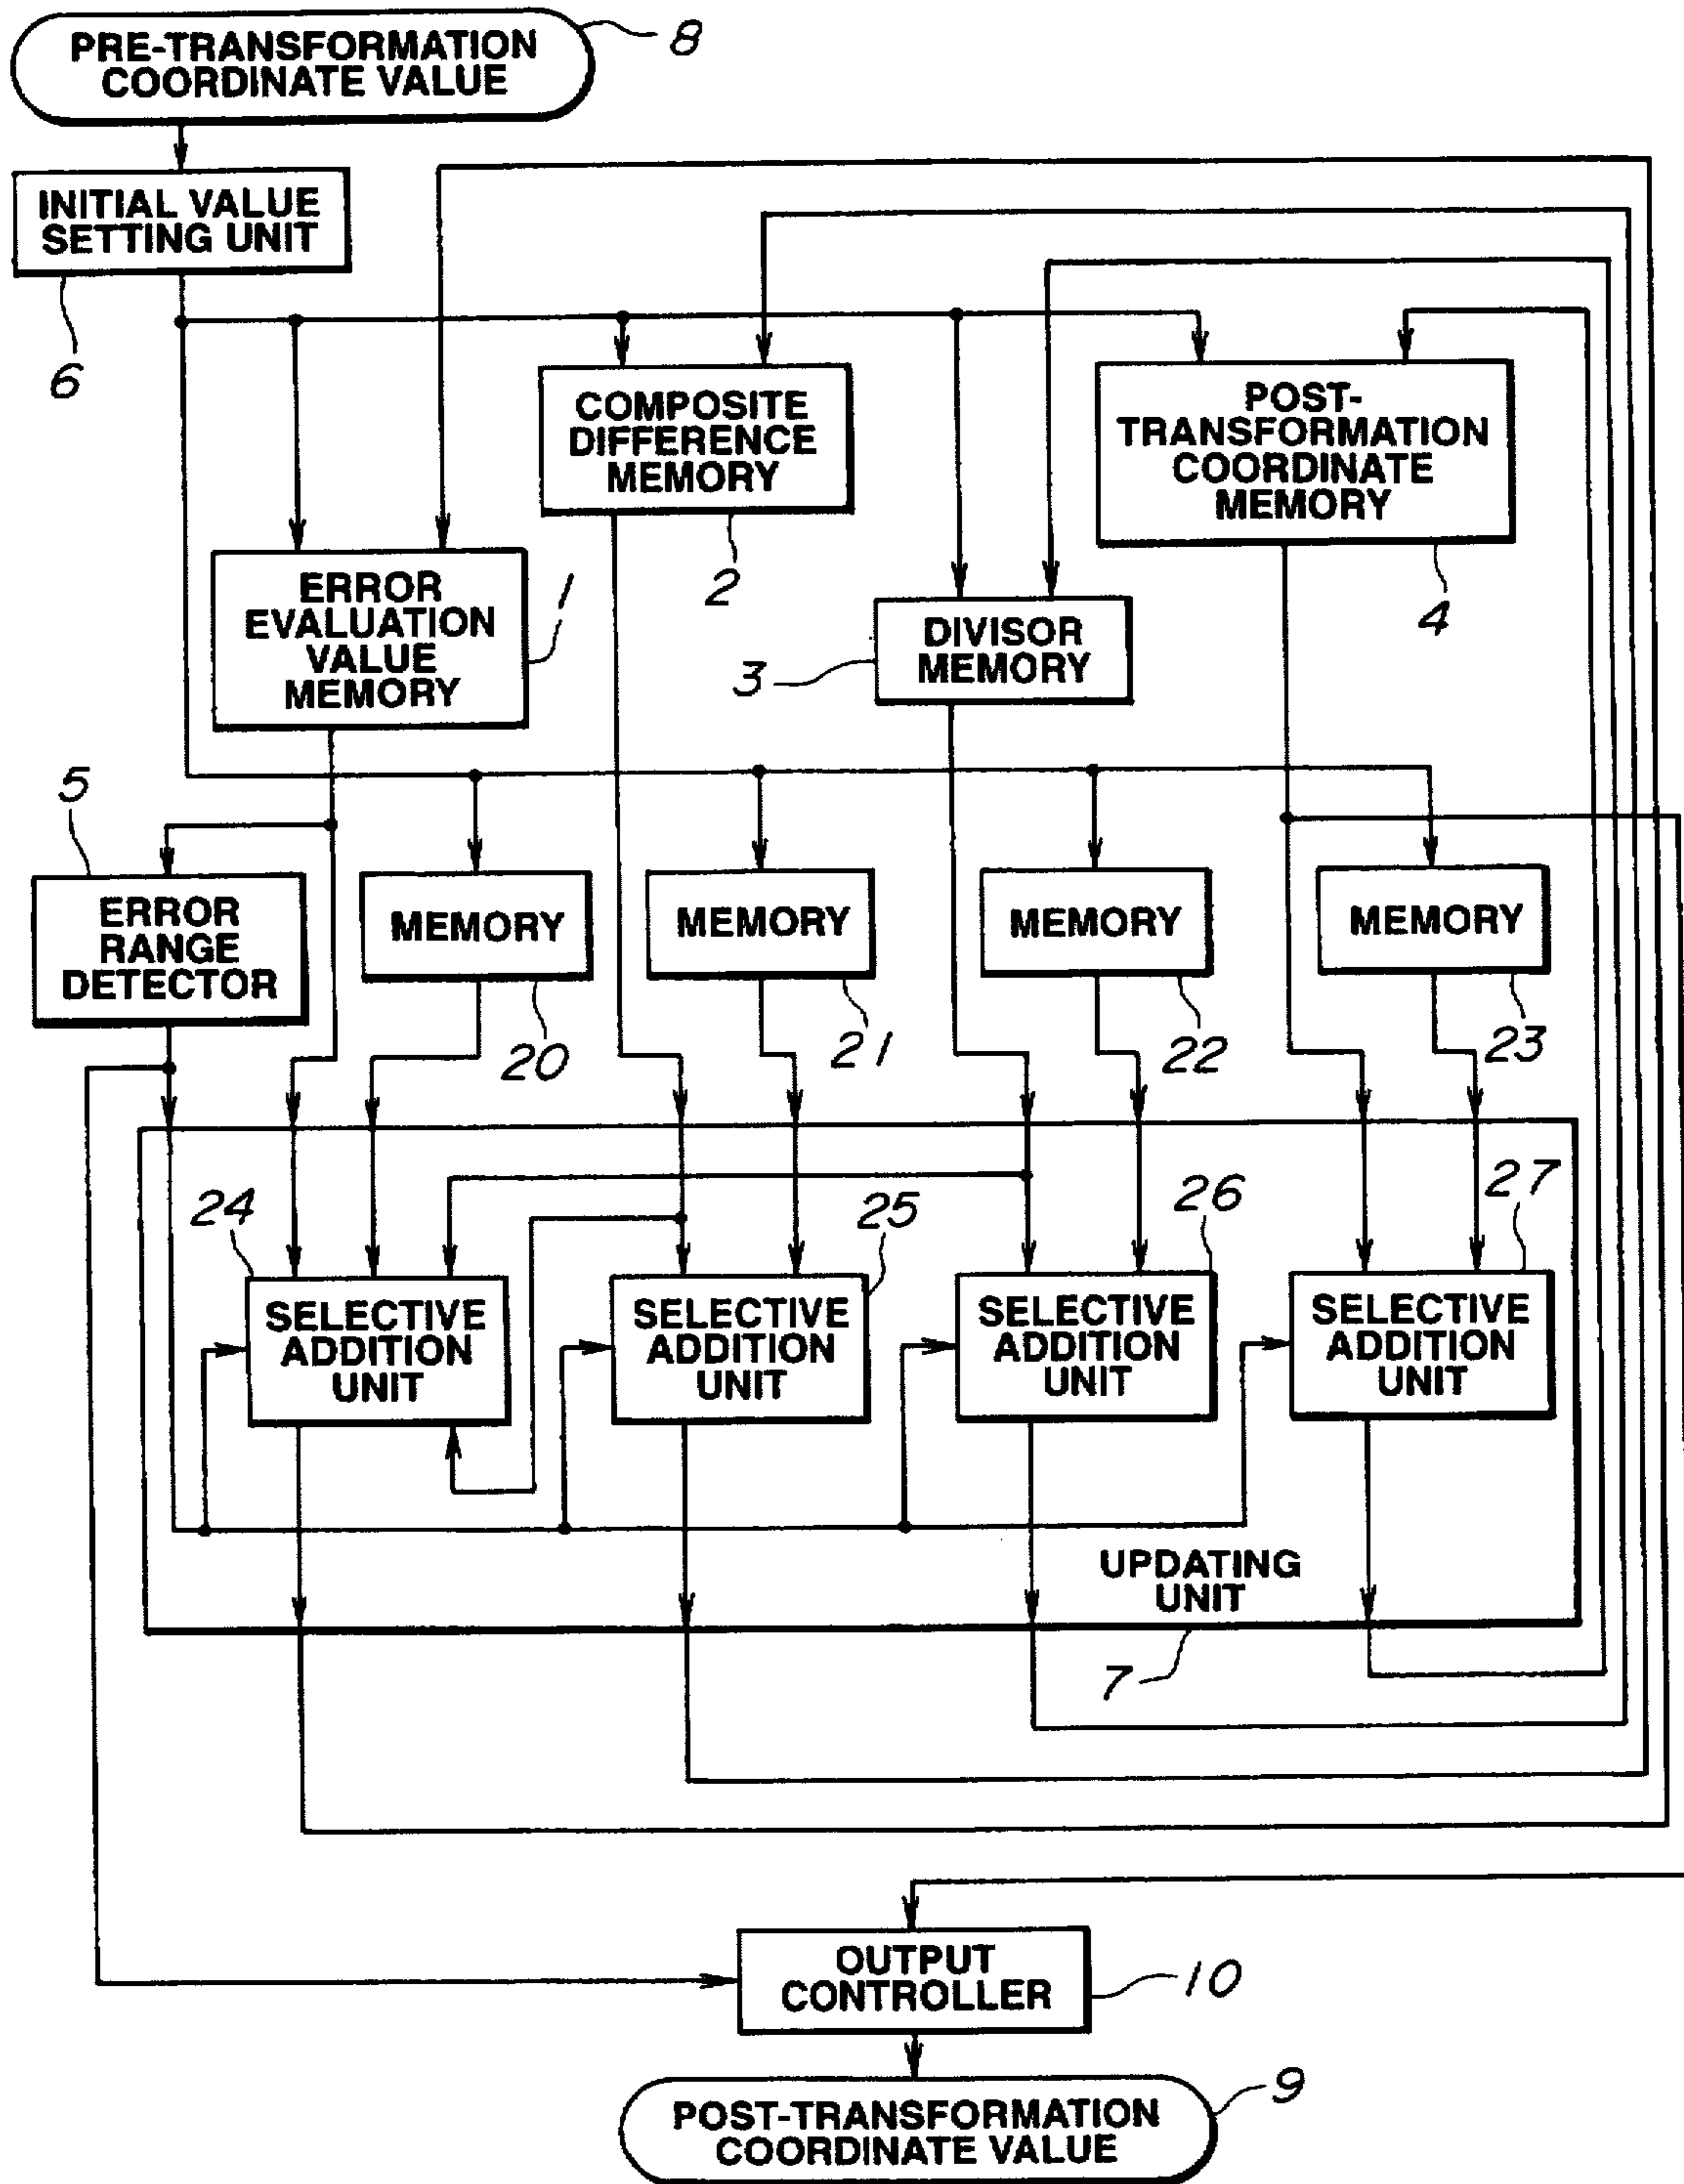 PRE-TRANSFORMATION
COORDINATE VALUE
8
INITIAL VALUE
SETTING UNIT
6
COMPOSITE
DIFFERENCE
MEMORY
2
POST-
TRANSFORMATION
COORDINATE
MEMORY
4
ERROR
EVALUATION
VALUE
MEMORY
1
DIVISOR
MEMORY
3
5
ERROR
RANGE
DETECTOR
MEMORY
20
MEMORY
21
MEMORY
22
MEMORY
23
24
SELECTIVE
ADDITION
UNIT
25
SELECTIVE
ADDITION
UNIT
26
SELECTIVE
ADDITION
UNIT
27
SELECTIVE
ADDITION
UNIT
UPDATING
UNIT
7
OUTPUT
CONTROLLER
10
POST-TRANSFORMATION
COORDINATE VALUE
9